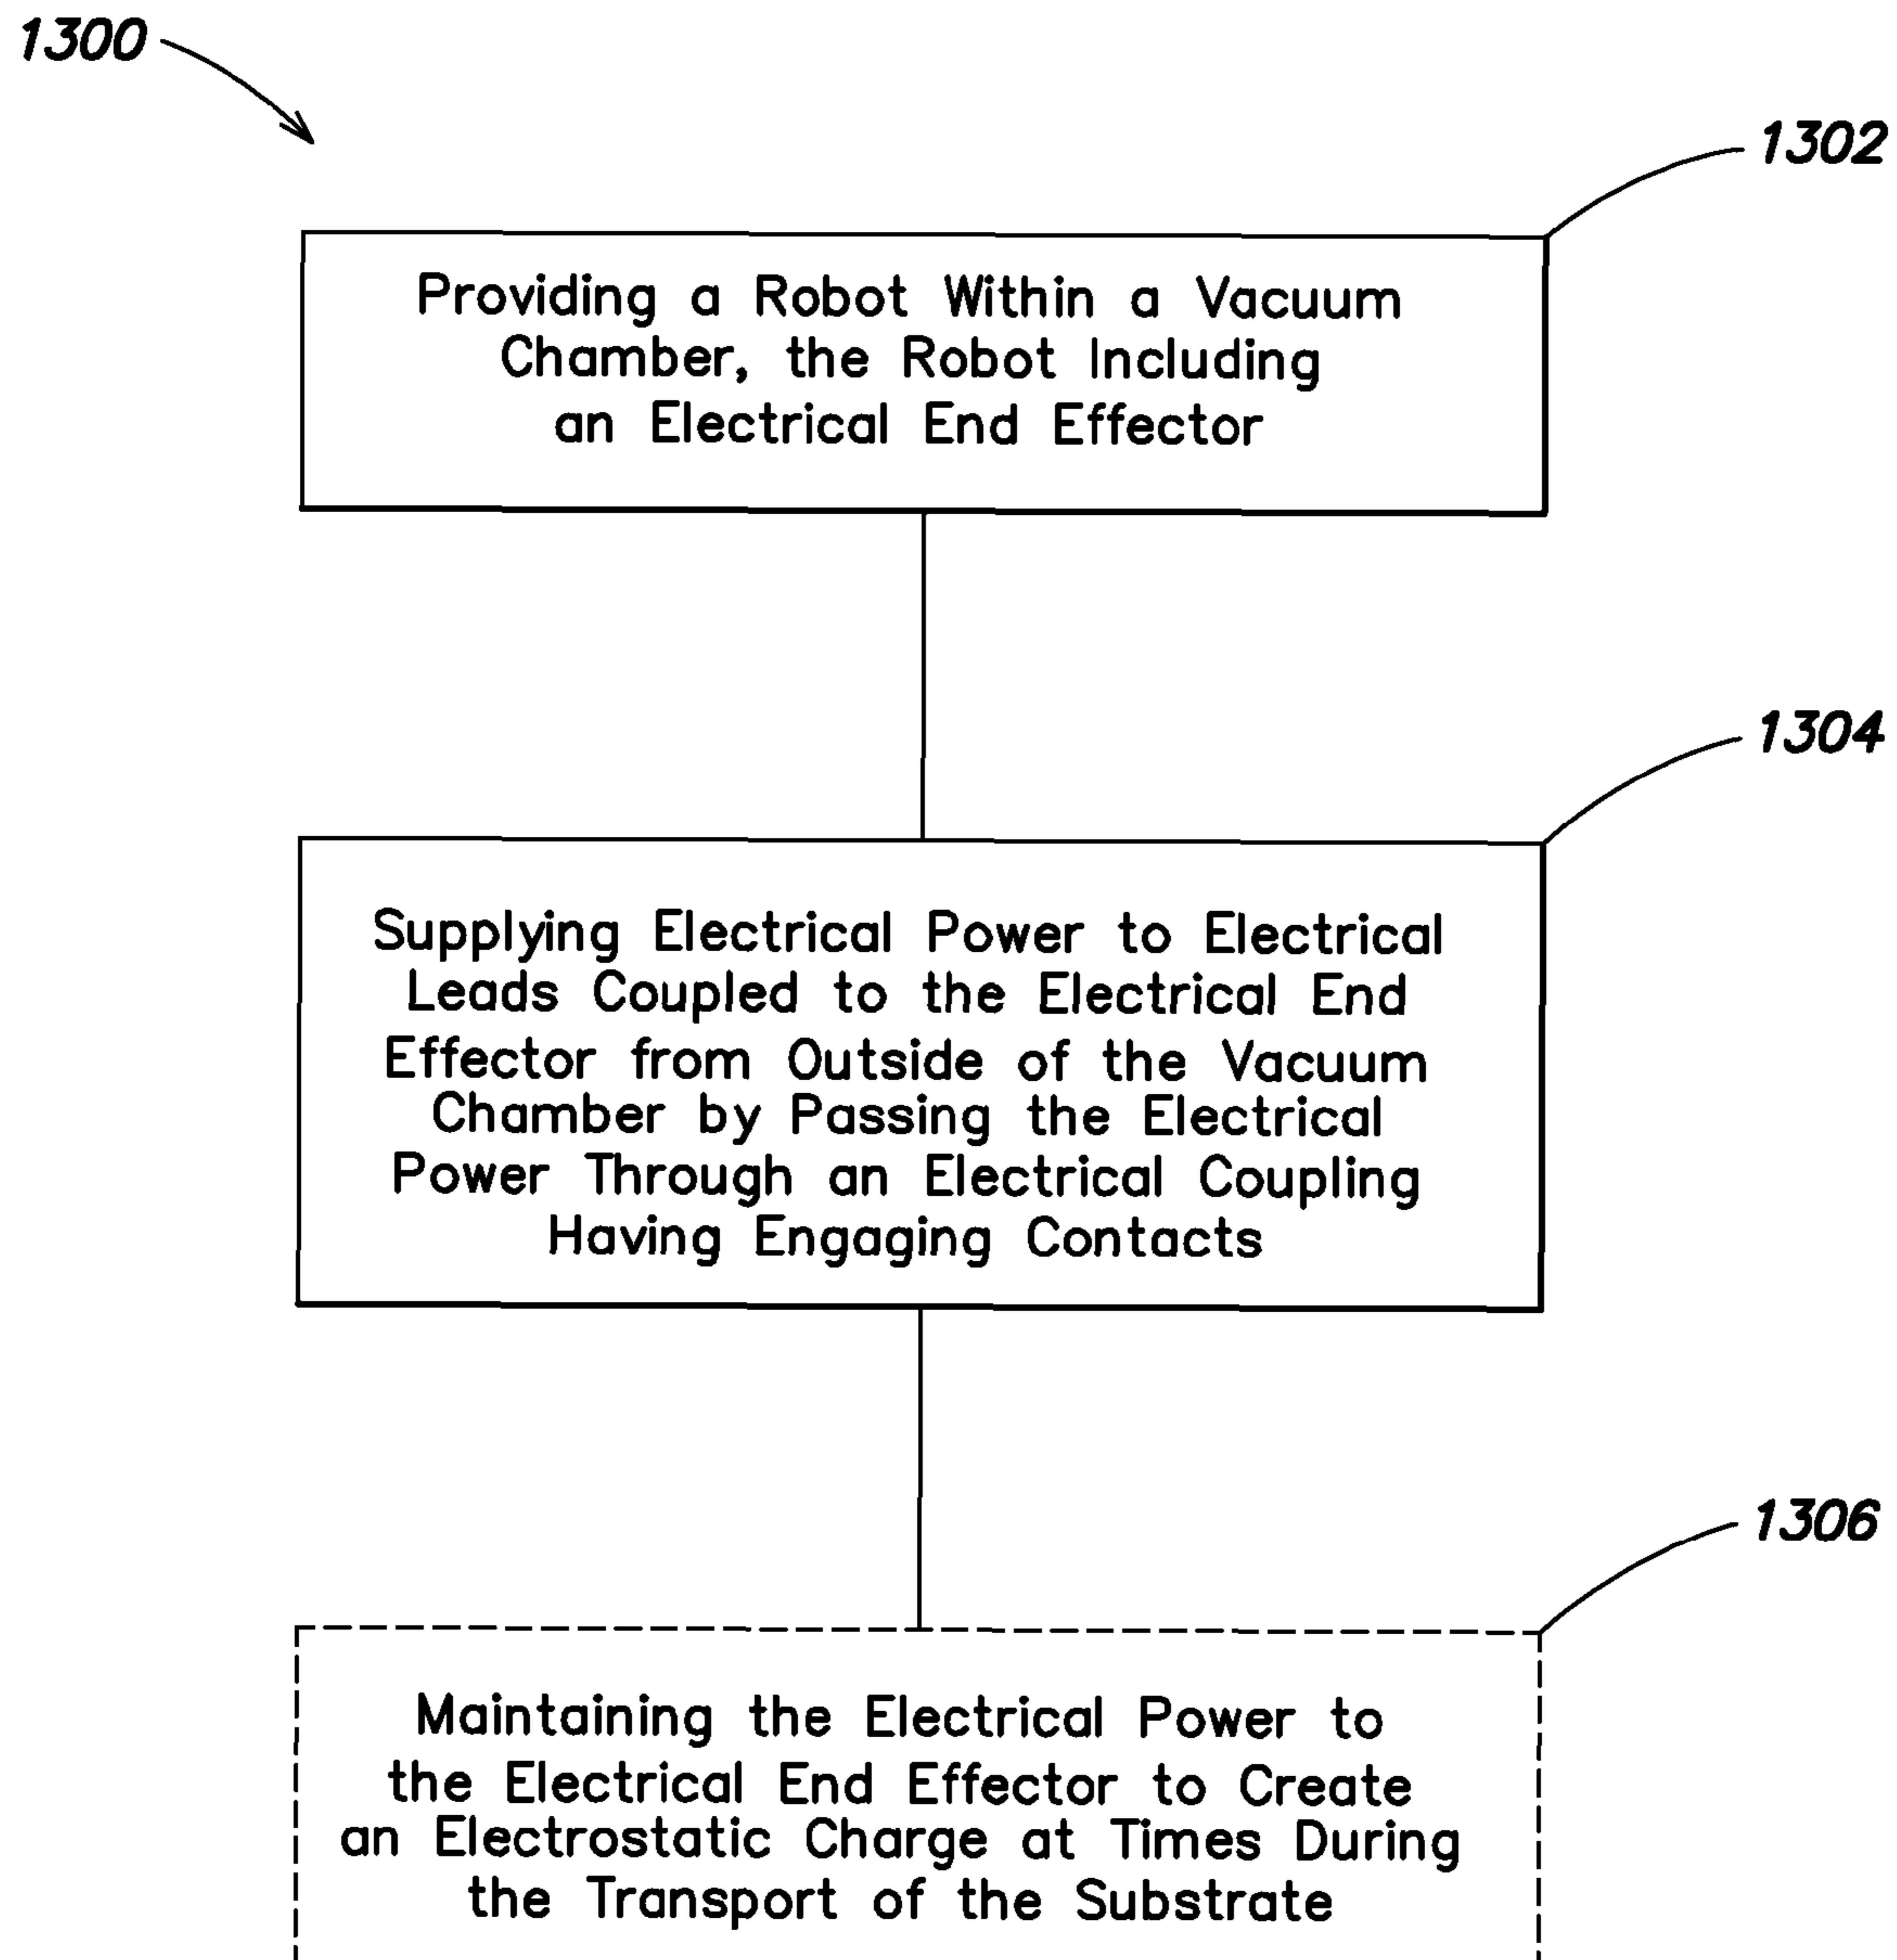 1300
1302
Providing a Robot Within a Vacuum
Chamber, the Robot Including
an Electrical End Effector
1304
Supplying Electrical Power to Electrical
Leads Coupled to the Electrical End
Effector from Outside of the Vacuum
Chamber by Passing the Electrical
Power Through an Electrical Coupling
Having Engaging Contacts
1306
Maintaining the Electrical Power to
the Electrical End Effector to Create
an Electrostatic Charge at Times During
the Transport of the Substrate